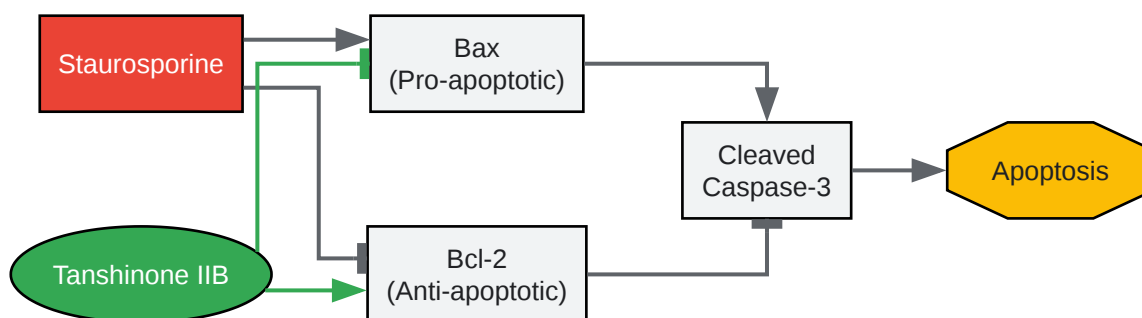 Staurosporine
Bax
(Pro-apoptotic)
Cleaved
Caspase-3
Apoptosis
Tanshinone IIB
Bcl-2
(Anti-apoptotic)